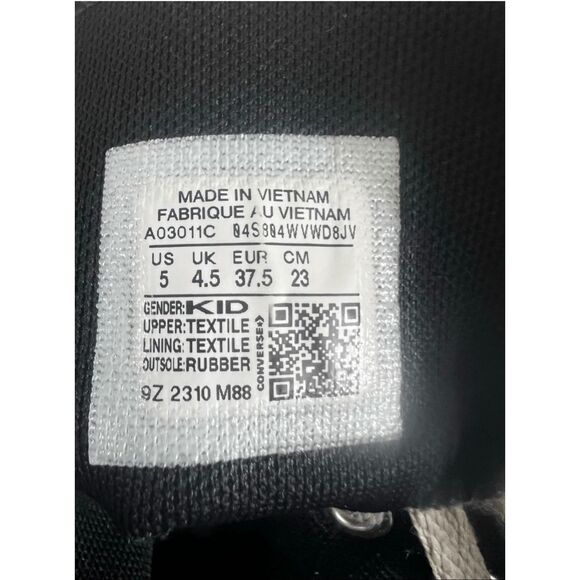 MADE IN VIETNAM
FABRIQUE AU VIETNAM
A03011C 04S804WVWD8JV
US UK EUR CM
5 4.5 37.5 23
GENDER:KID
UPPER:TEXTILE
LINING:TEXTILE
OUTSOLE:RUBBER
9Z 2310 M88
CONVERSE